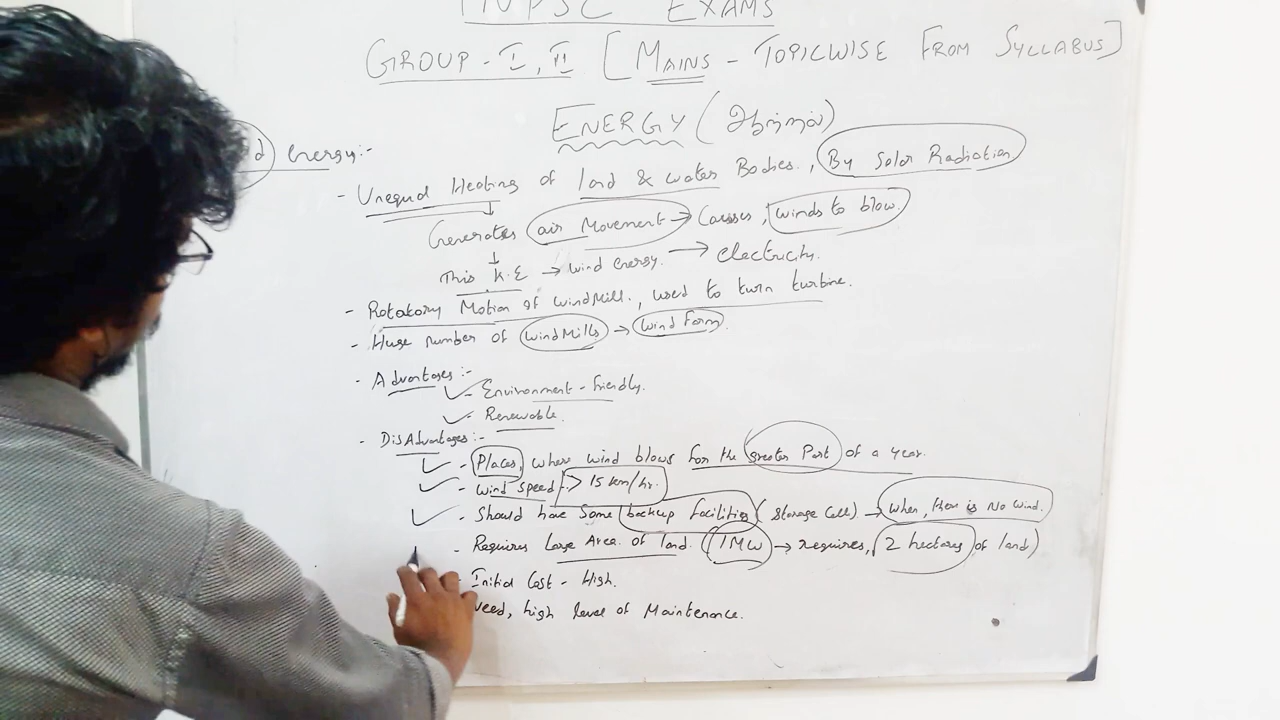 TNPSC EXAMS
GROUP - I, II [MAINS - TOPICWISE FROM SYLLABUS]
ENERGY (ஆற்றல்)
energy:-
- Unequal Heating of land & water Bodies., By Solar Radiation
Generates air Movement → Causes, winds to blow.
↓
This K.E → wind energy. → electricity.
- Rotatory Motion of windmill., used to turn turbine.
- Huge number of windMills → wind farm.
- Advantages:-
- Environment - friendly.
- Renewable.
- DisAdvantages:-
- Places, where wind blows for the greater Part of a year.
- wind speed > 15 km/hr.
- Should have some backup facilities (Storage Cell) → when, there is No wind.
- Requires Large Area of land. (1MW → requires, 2 hectares of land)
- Initial Cost - High.
need, high level of Maintenance.